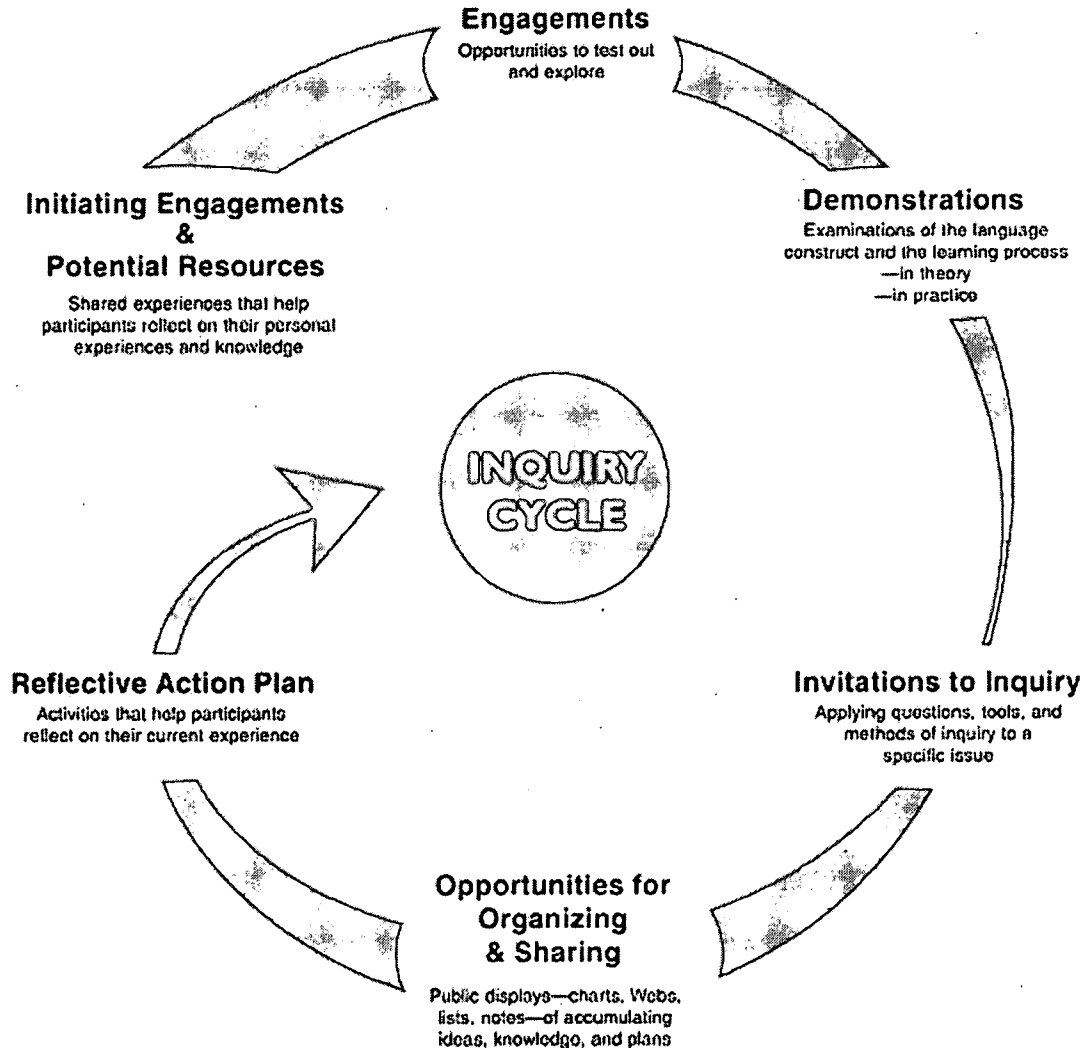 Engagements
Opportunities to test out
and explore
Initiating Engagements
&
Potential Resources
Shared experiences that help
participants reflect on their personal
experiences and knowledge
Demonstrations
Examinations of the language
construct and the learning process
—in theory
—in practice
INQUIRY
CYCLE
Reflective Action Plan
Activities that help participants
reflect on their current experience
Invitations to Inquiry
Applying questions, tools, and
methods of inquiry to a
specific issue
Opportunities for
Organizing
& Sharing
Public displays—charts, Webs,
lists, notes—of accumulating
ideas, knowledge, and plans